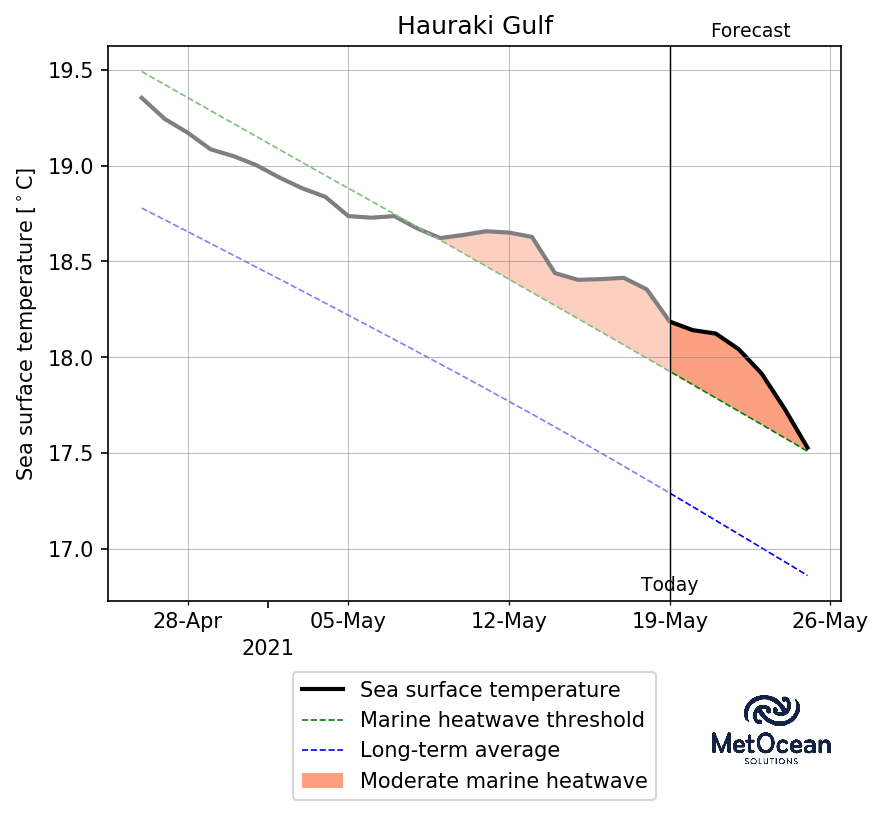 Hauraki Gulf
Forecast
19.5
19.0
18.5
18.0
17.5
17.0
Sea surface temperature [°C]
Today
28-Apr 05-May 12-May 19-May 26-May
2021
Sea surface temperature
Marine heatwave threshold
Long-term average
Moderate marine heatwave
MetOcean
SOLUTIONS